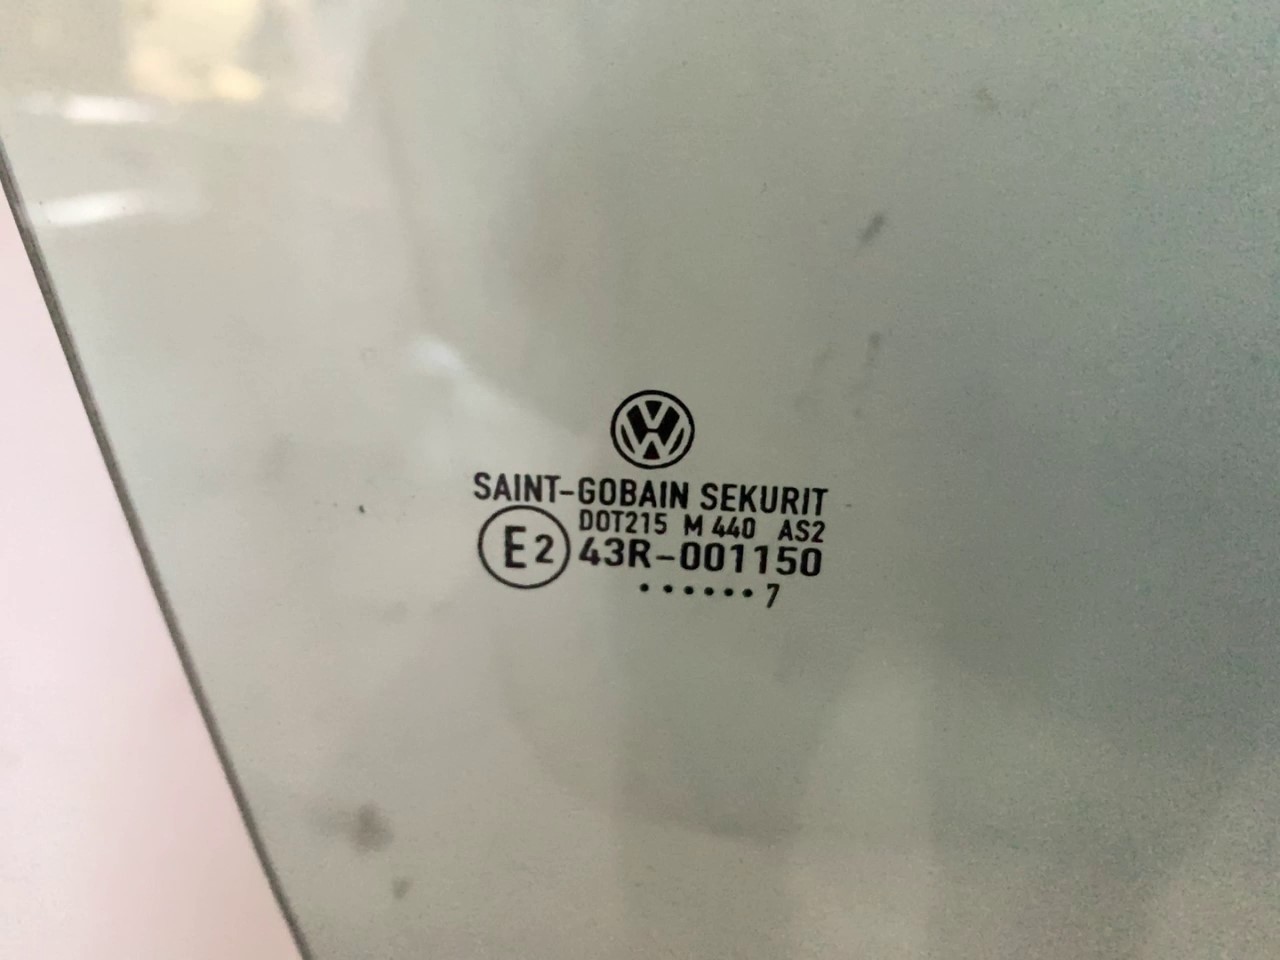 SAINT-GOBAIN SEKURIT
DOT215 M 440 AS2
E2 43R-001150
......7